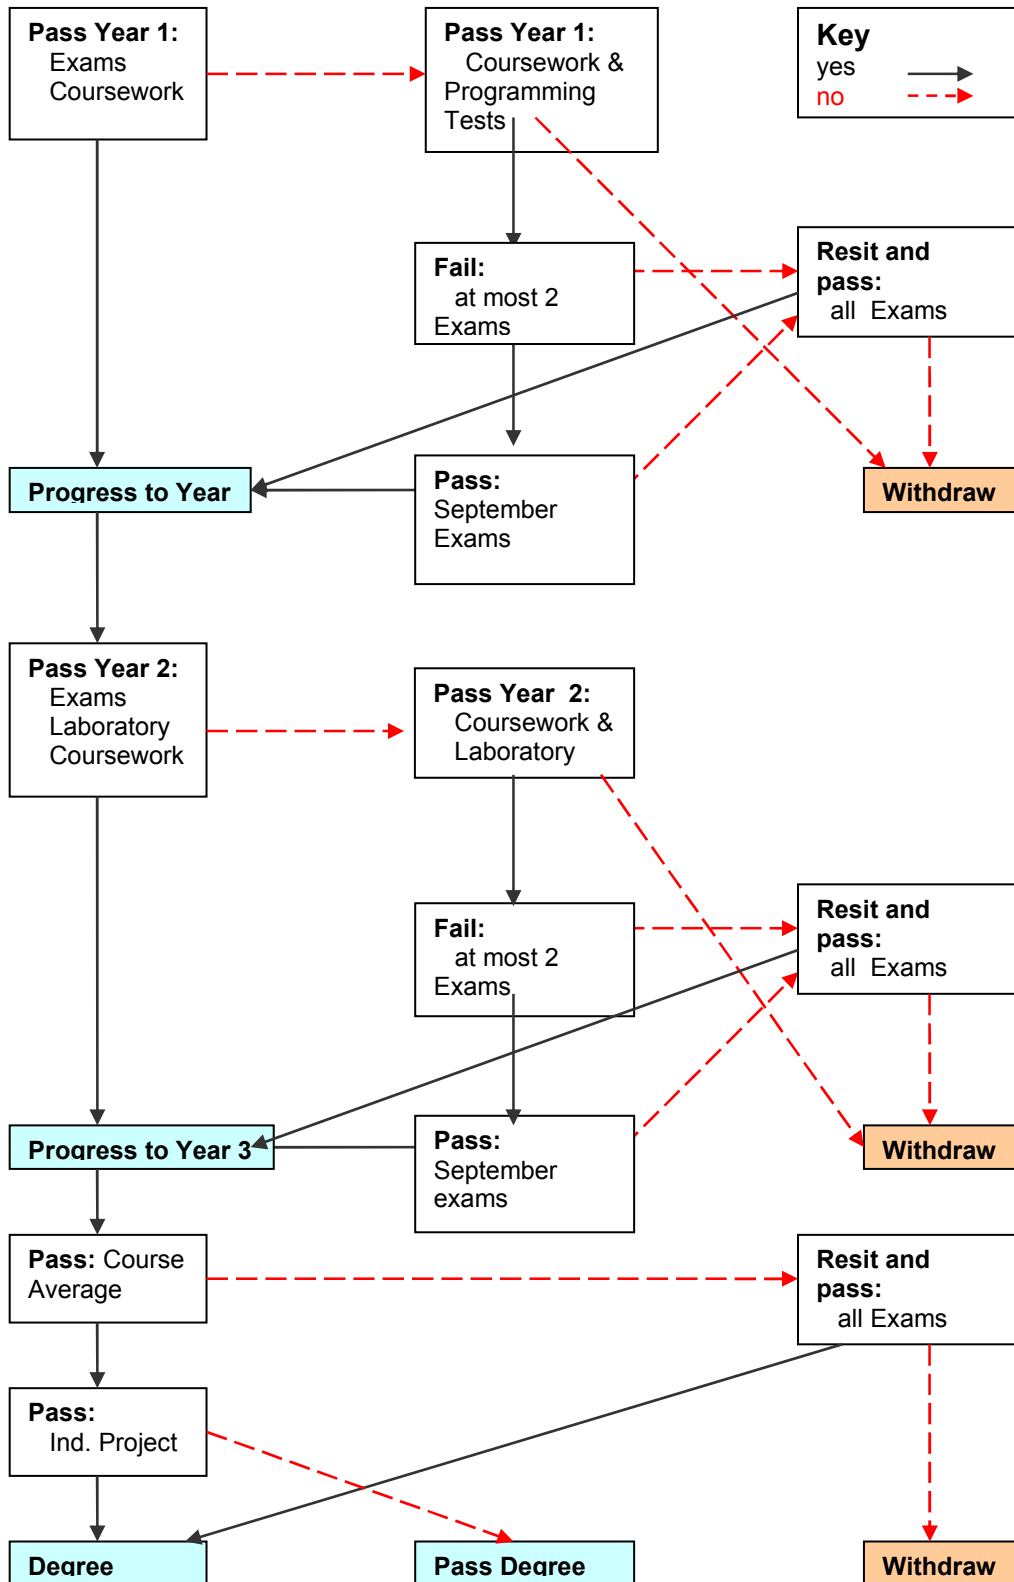 Pass Year 1:
Exams
Coursework
Pass Year 1:
Coursework &
Programming
Tests
Key
yes
no
Fail:
at most 2
Exams
Resit and
pass:
all Exams
Progress to Year
Pass:
September
Exams
Withdraw
Pass Year 2:
Exams
Laboratory
Coursework
Pass Year 2:
Coursework &
Laboratory
Fail:
at most 2
Exams
Resit and
pass:
all Exams
Progress to Year 3
Pass:
September
exams
Withdraw
Pass: Course
Average
Resit and
pass:
all Exams
Pass:
Ind. Project
Degree
Pass Degree
Withdraw